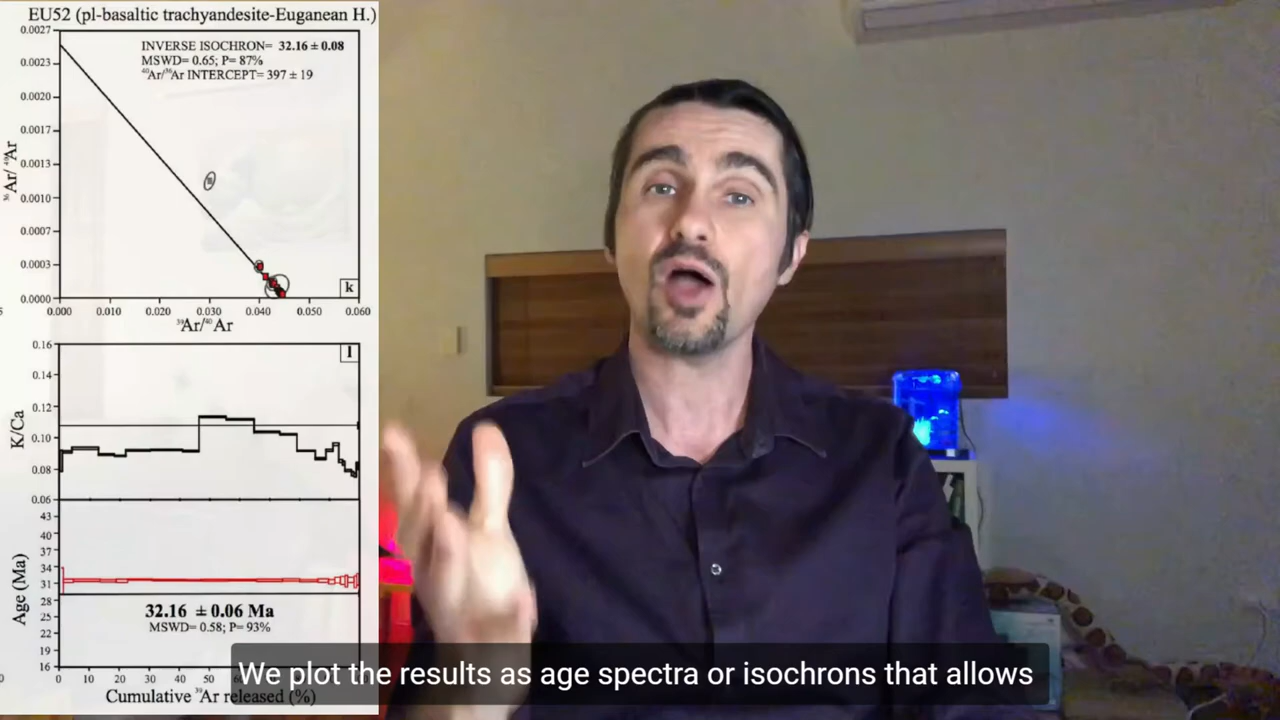 EU52 (pl-basaltic trachyandesite-Euganean H.)
INVERSE ISOCHRON= 32.16 ± 0.08
MSWD= 0.65; P= 87%
⁴⁰Ar/³⁶Ar INTERCEPT= 397 ± 19
0.0027
0.0023
0.0020
0.0017
0.0013
0.0010
0.0007
0.0003
0.0000
³⁶Ar/ ⁴⁰Ar
k
0.000 0.010 0.020 0.030 0.040 0.050 0.060
³⁹Ar/⁴⁰Ar
l
0.16
0.14
0.12
0.10
0.08
0.06
K/Ca
43
40
37
34
31
28
25
22
19
16
Age (Ma)
32.16 ± 0.06 Ma
MSWD= 0.58; P= 93%
0 10 20 30 40 50
Cumulative ³⁹Ar released (%)
We plot the results as age spectra or isochrons that allows